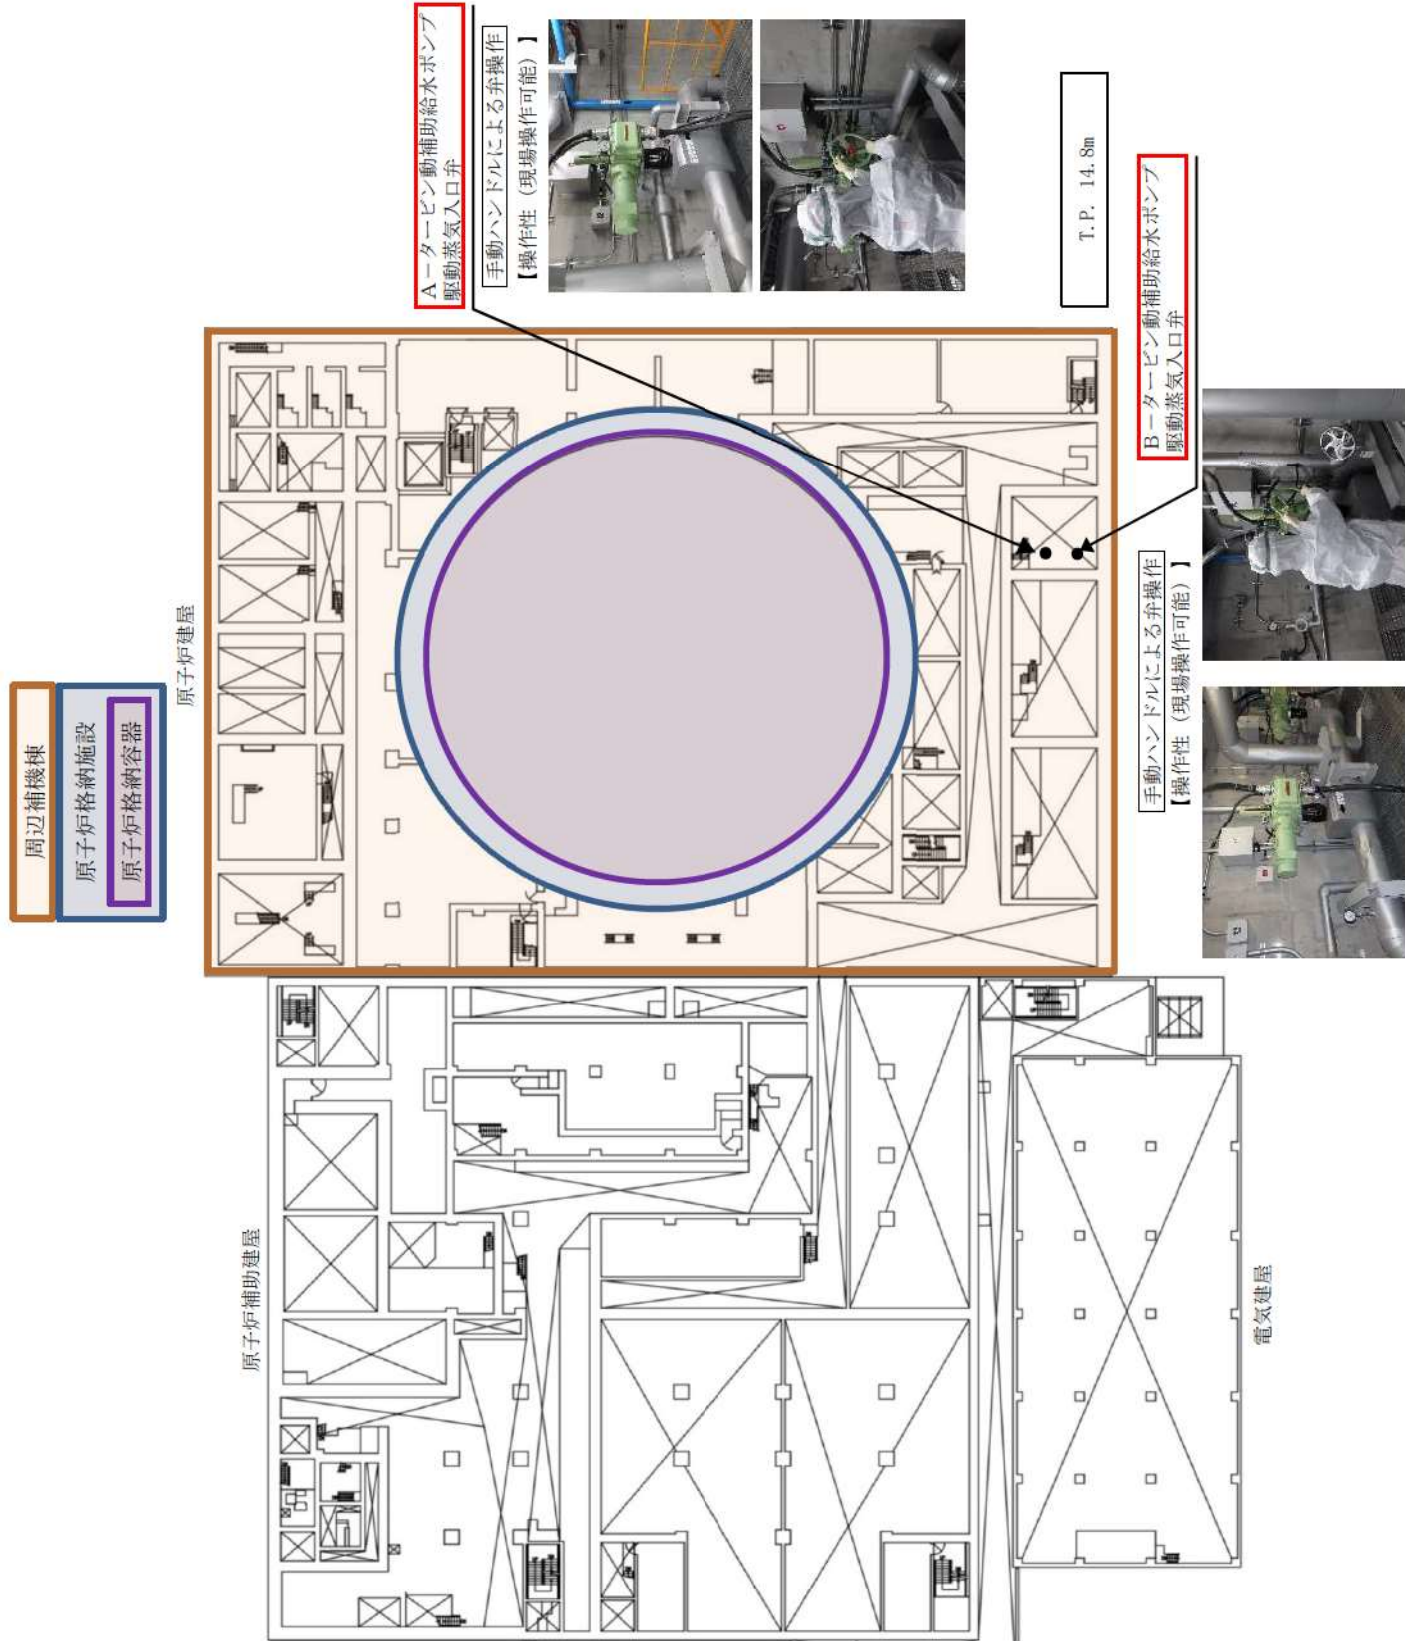 周辺補機棟
原子炉格納施設
原子炉格納容器
原子炉建屋
原子炉補助建屋
電気建屋
A－タービン動補助給水ポンプ
駆動蒸気入口弁
手動ハンドルによる弁操作
【操作性（現場操作可能）】
T.P. 14.8m
B－タービン動補助給水ポンプ
駆動蒸気入口弁
手動ハンドルによる弁操作
【操作性（現場操作可能）】